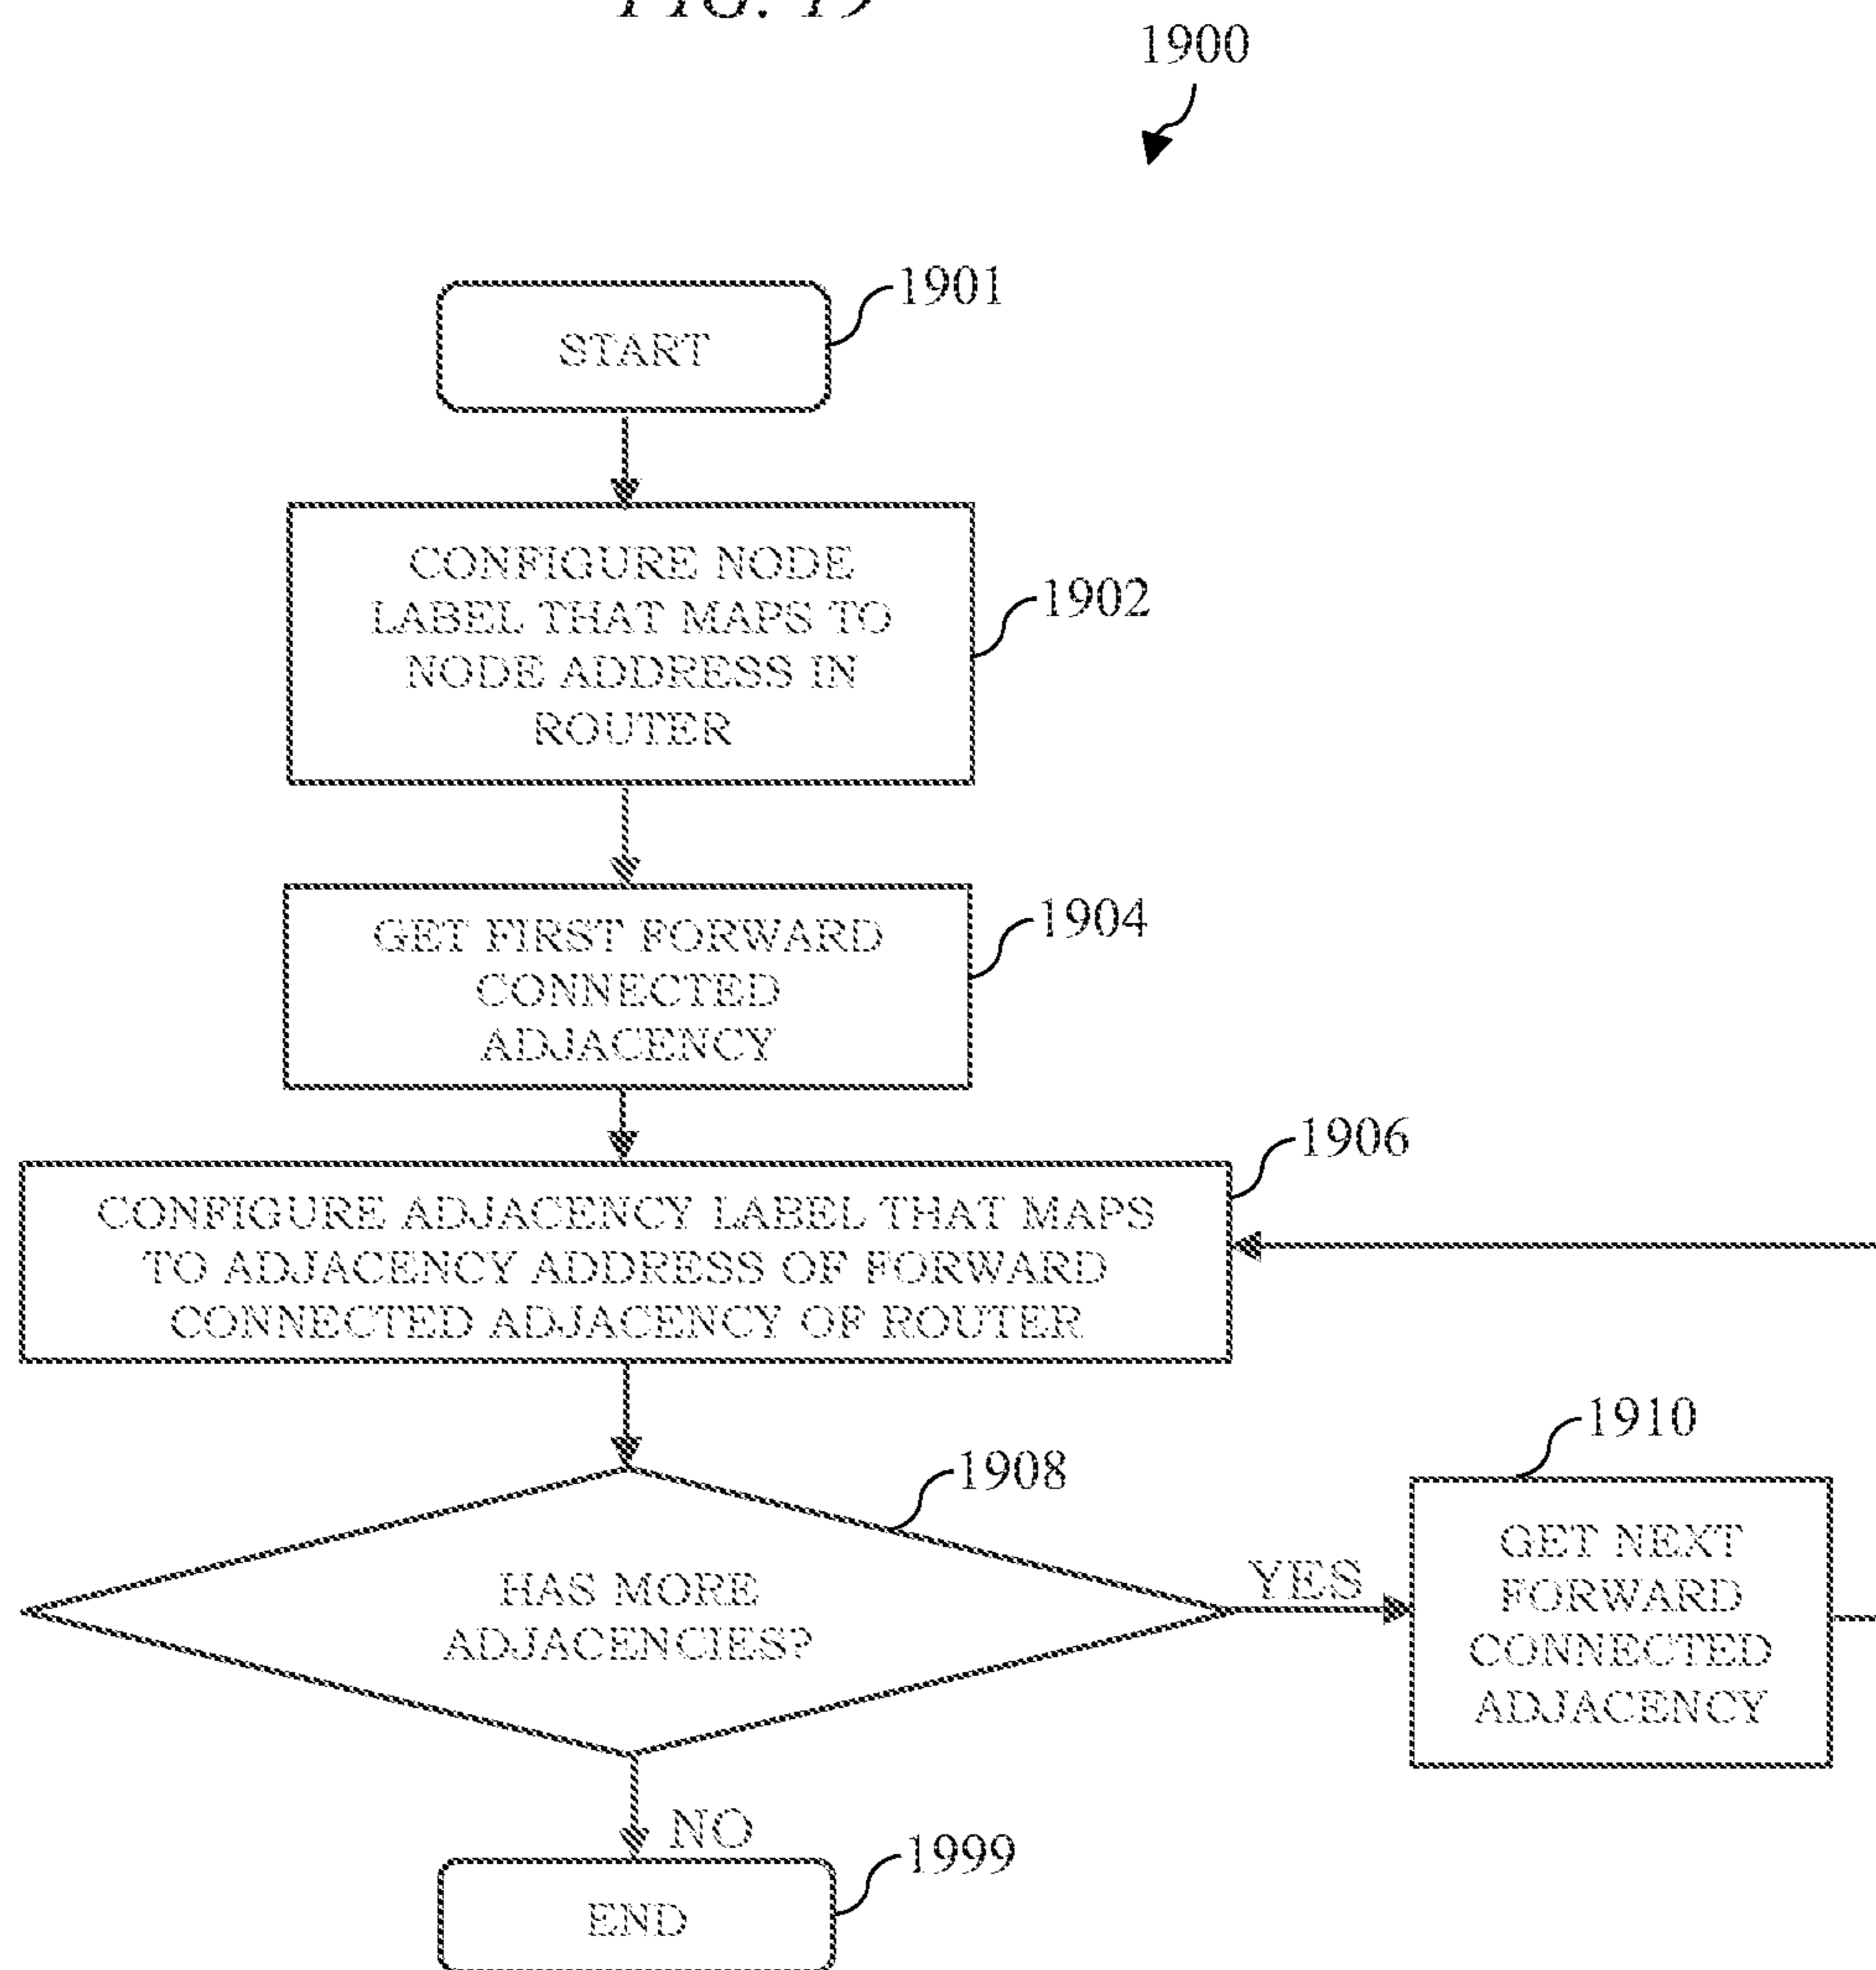 FIG. 19
1900
1901
START
CONFIGURE NODE
LABEL THAT MAPS TO
NODE ADDRESS IN
ROUTER
1902
GET FIRST FORWARD
CONNECTED
ADJACENCY
1904
1906
CONFIGURE ADJACENCY LABEL THAT MAPS
TO ADJACENCY ADDRESS OF FORWARD
CONNECTED ADJACENCY OF ROUTER
1908
HAS MORE
ADJACENCIES?
YES
1910
GET NEXT
FORWARD
CONNECTED
ADJACENCY
NO
1999
END